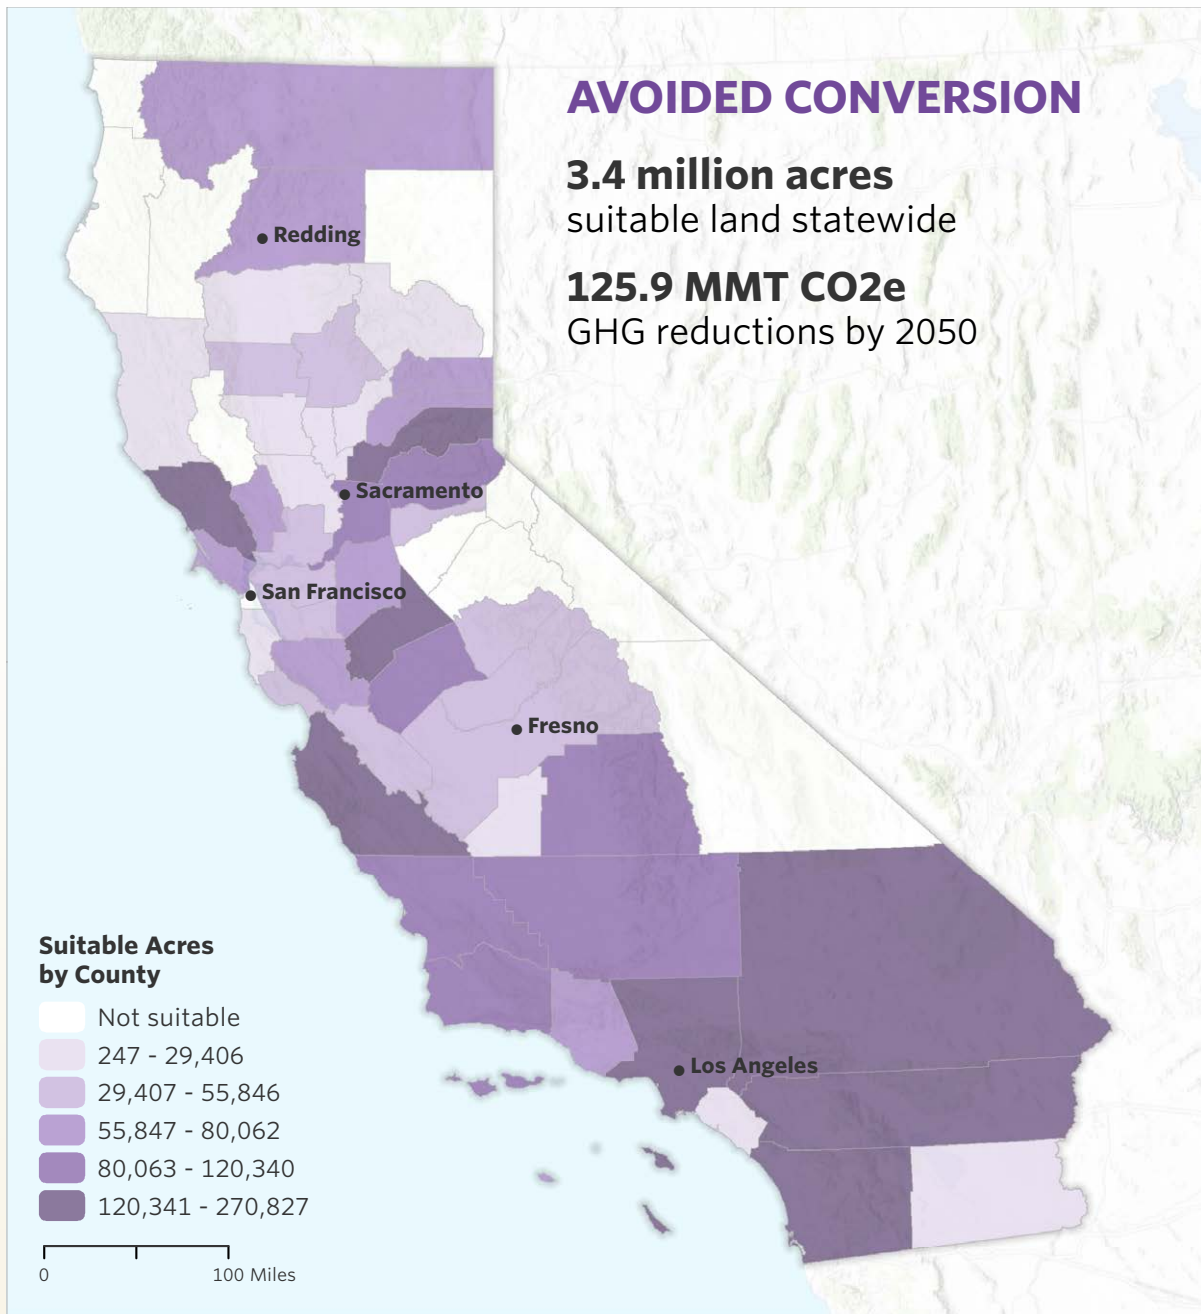 AVOIDED CONVERSION
3.4 million acres
suitable land statewide
125.9 MMT CO2e
GHG reductions by 2050
Redding
Sacramento
San Francisco
Fresno
Los Angeles
Suitable Acres
by County
Not suitable
247 - 29,406
29,407 - 55,846
55,847 - 80,062
80,063 - 120,340
120,341 - 270,827
0 100 Miles